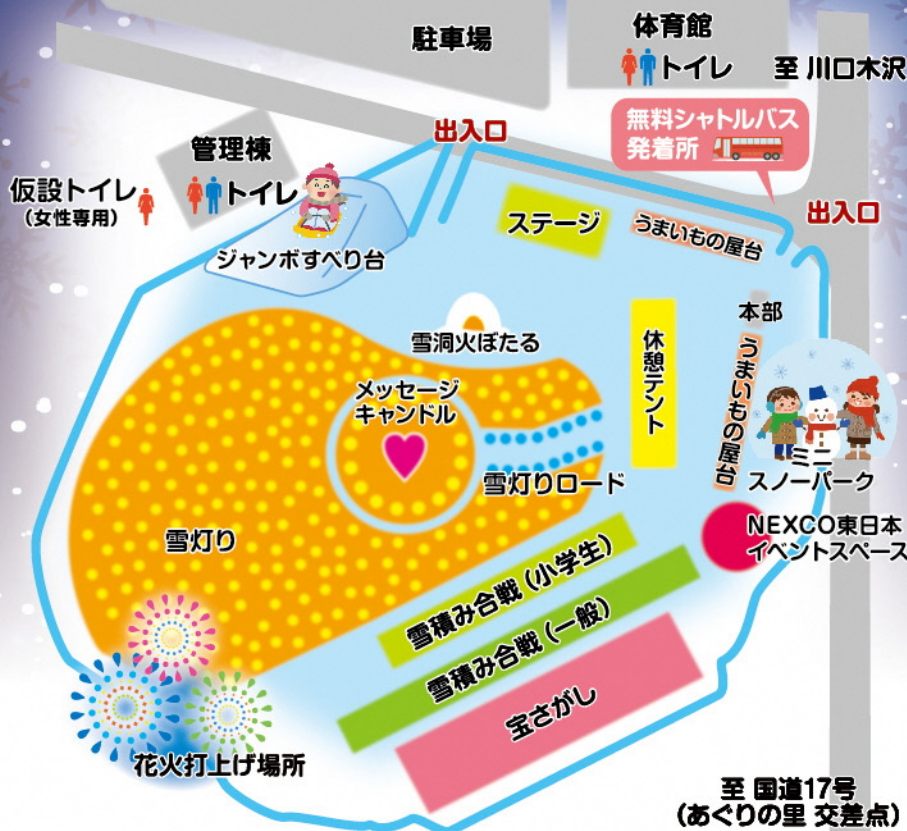 駐車場
体育館
トイレ
至 川口木沢
無料シャトルバス
発着所
出入口
管理棟
トイレ
仮設トイレ
(女性専用)
出入口
ステージ
うまいもの屋台
ジャンボすべり台
本部
雪洞火ぼたる
休憩テント
うまいもの屋台
メッセージ
キャンドル
ミニ
スノーパーク
雪灯りロード
NEXCO東日本
イベントスペース
雪灯り
雪積み合戦(小学生)
雪積み合戦(一般)
宝さがし
花火打上げ場所
至 国道17号
(あぐりの里 交差点)